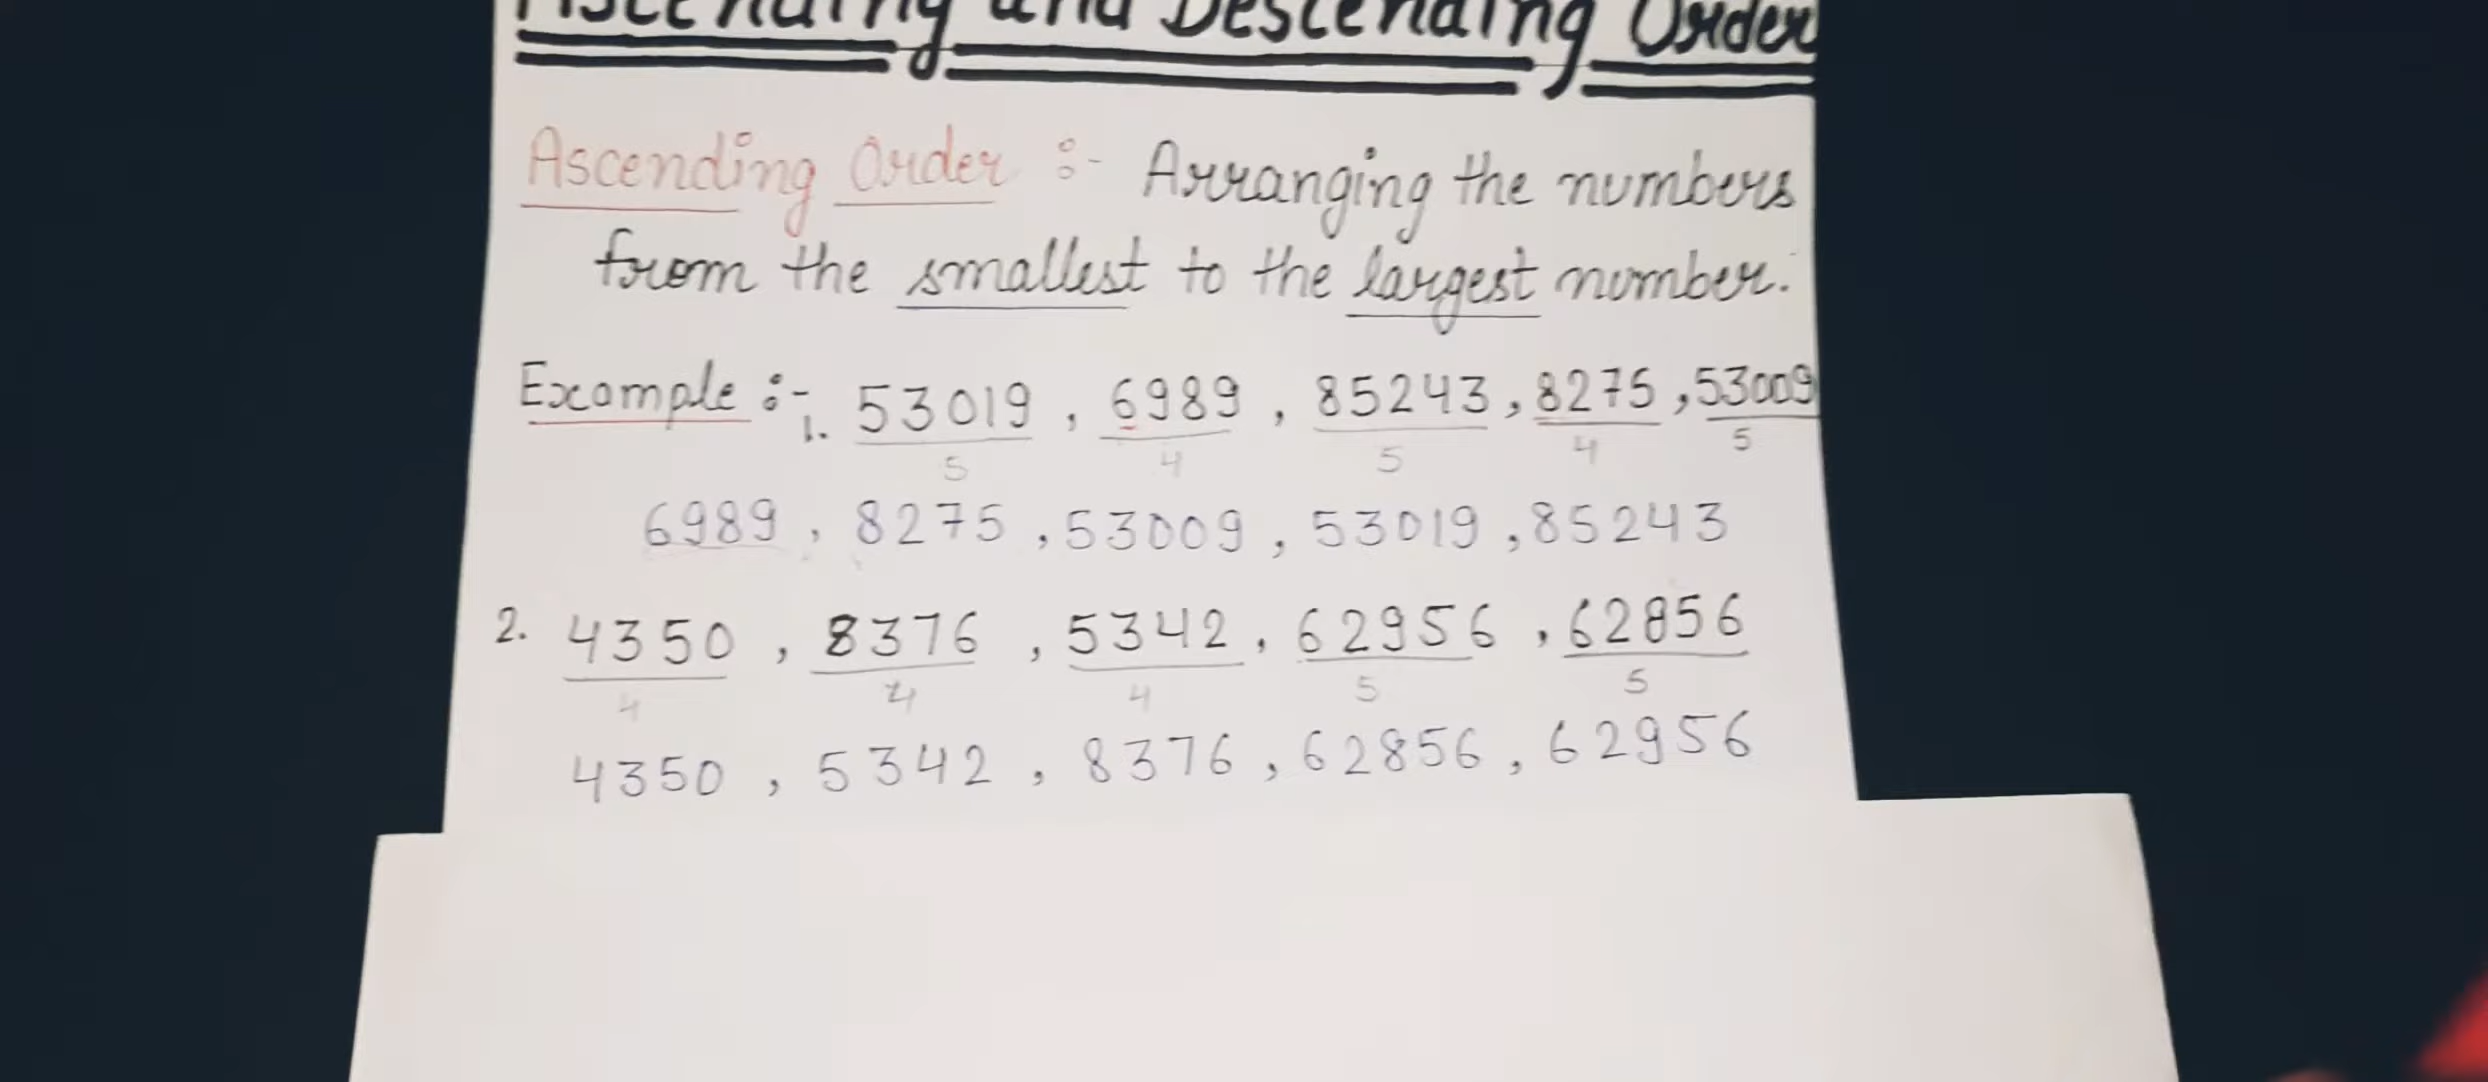 Ascending and Descending Order
Ascending Order :- Arranging the numbers
from the smallest to the largest number.
Example :- 1. 53019, 6989, 85243, 8275, 53009
5 4 5 4 5
6989, 8275, 53009, 53019, 85243
2. 4350, 8376, 5342, 62956, 62856
4 4 4 5 5
4350, 5342, 8376, 62856, 62956